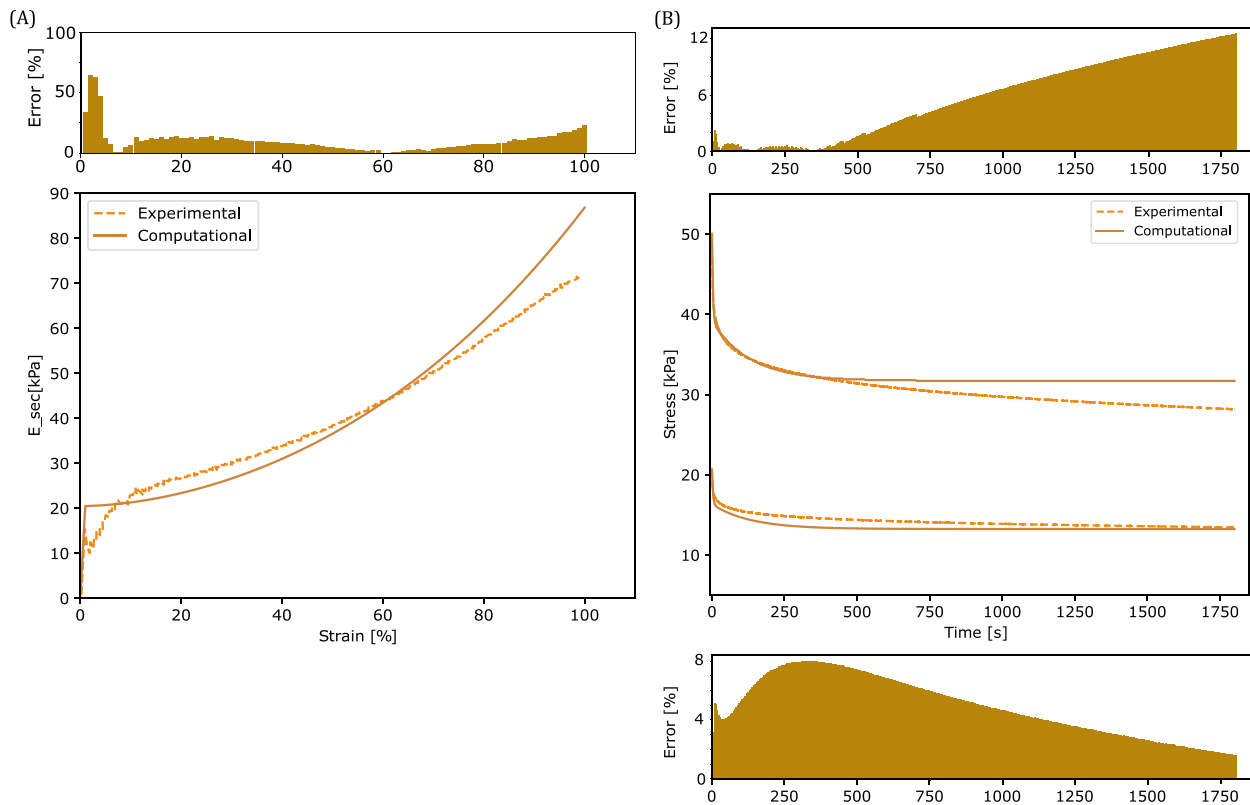 (A)
Error [%]
100
50
0
0 20 40 60 80 100
E_sec[kPa]
90
80
70
60
50
40
30
20
10
0
Experimental
Computational
0 20 40 60 80 100
Strain [%]
(B)
Error [%]
12
6
0
0 250 500 750 1000 1250 1500 1750
Stress [kPa]
50
40
30
20
10
Experimental
Computational
0 250 500 750 1000 1250 1500 1750
Time [s]
Error [%]
8
4
0
0 250 500 750 1000 1250 1500 1750